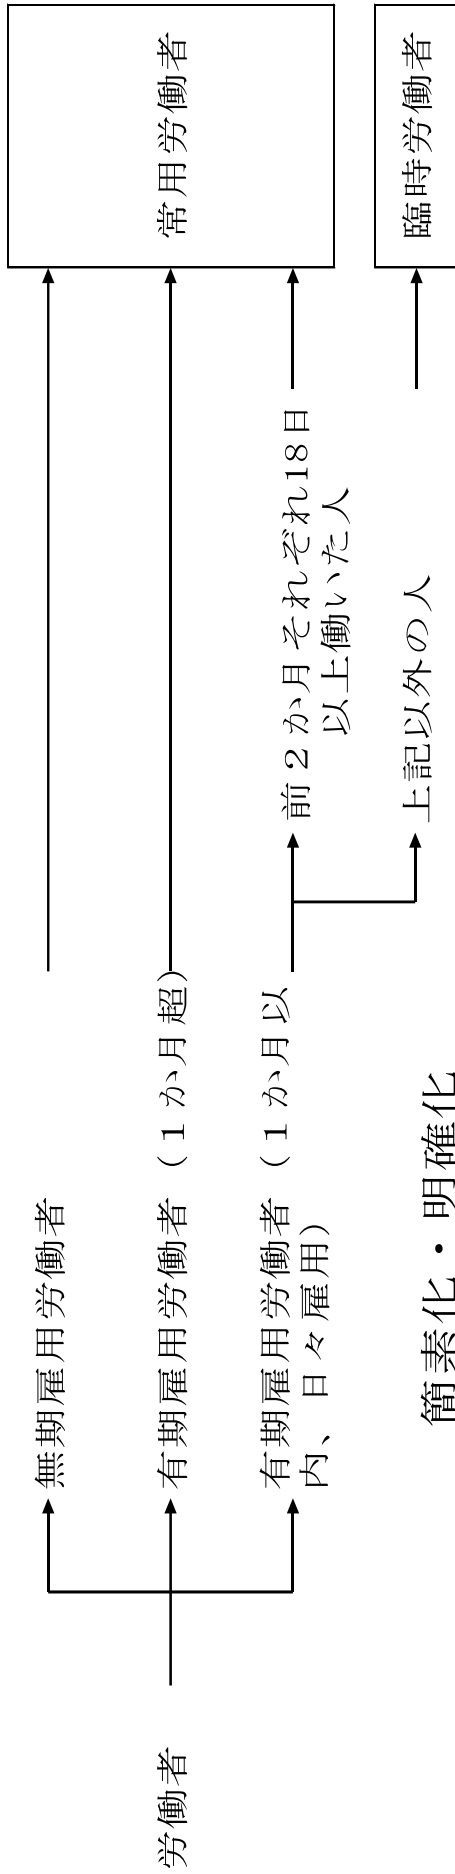 労働者
無期雇用労働者
有期雇用労働者（１か月超）
有期雇用労働者（１か月以
内、日々雇用）
前２か月それぞれ18日
以上働いた人
上記以外の人
常用労働者
臨時労働者
簡素化・明確化